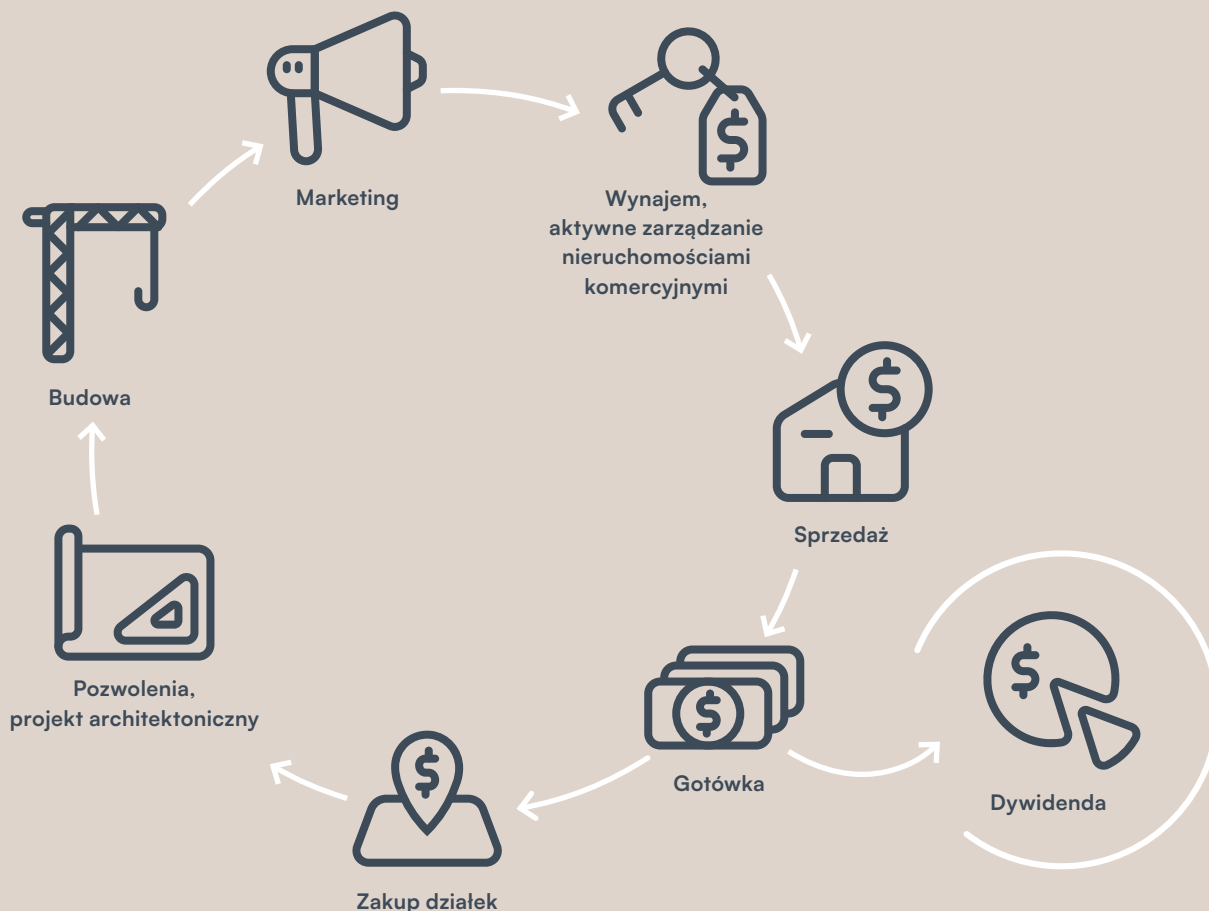 Marketing
Wynajem,
aktywne zarządzanie
nieruchomościami
komercyjnymi
Budowa
Sprzedaż
Pozwolenia,
projekt architektoniczny
Gotówka
Dywidenda
Zakup działek